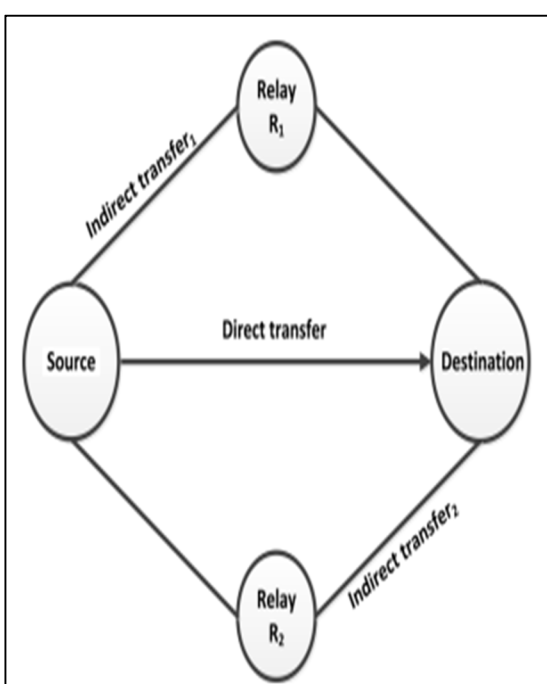 Relay
R₁
Indirect transfer₁
Direct transfer
Source
Destination
Indirect transfer₂
Relay
R₂